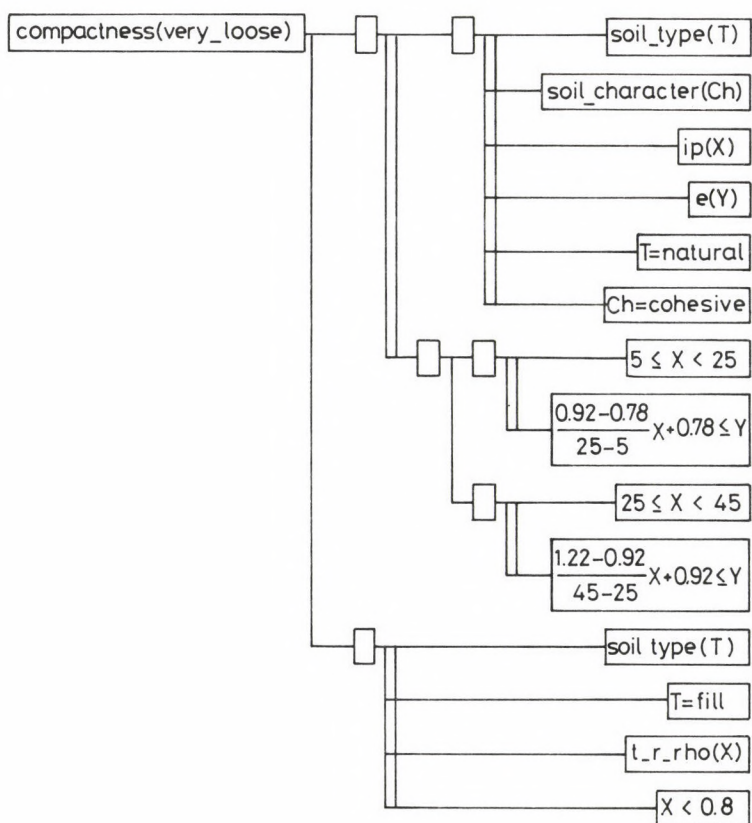 compactness(very_loose)
soil_type(T)
soil_character(Ch)
ip(X)
e(Y)
T=natural
Ch=cohesive
5 ≤ X < 25
0.92-0.78
25-5
X+0.78≤Y
25 ≤ X < 45
1.22-0.92
45-25
X+0.92≤Y
soil type(T)
T=fill
t_r_rho(X)
X < 0.8